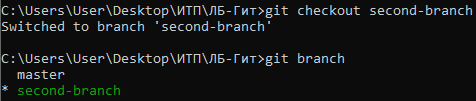 C:\Users\User\Desktop\ИТП\ЛБ-Гит>git checkout second-branch
Switched to branch 'second-branch'
C:\Users\User\Desktop\ИТП\ЛБ-Гит>git branch
  master
* second-branch